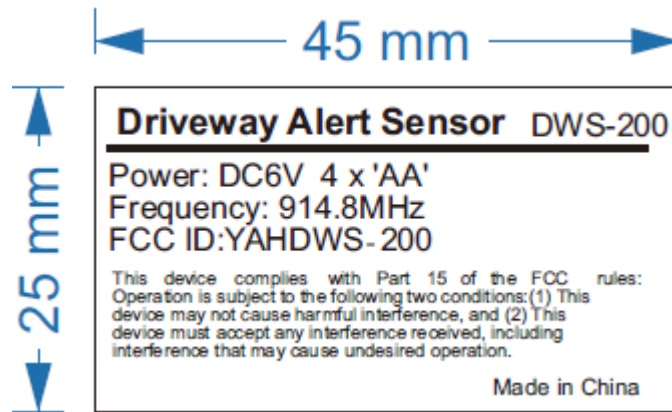 45 mm
25 mm
Driveway Alert Sensor DWS-200
Power: DC6V 4 x 'AA'
Frequency: 914.8MHz
FCC ID:YAHDWS-200
This device complies with Part 15 of the FCC rules:
Operation is subject to the following two conditions:(1) This
device may not cause harmful interference, and (2) This
device must accept any interference received, including
interference that may cause undesired operation.
Made in China